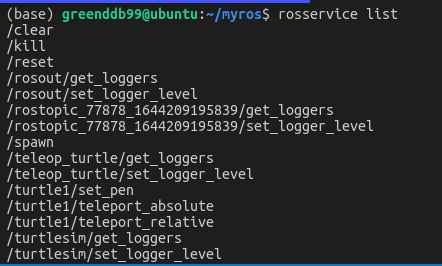 (base) greenddb99@ubuntu:~/myros$ rosservice list
/clear
/kill
/reset
/rosout/get_loggers
/rosout/set_logger_level
/rostopic_77878_1644209195839/get_loggers
/rostopic_77878_1644209195839/set_logger_level
/spawn
/teleop_turtle/get_loggers
/teleop_turtle/set_logger_level
/turtle1/set_pen
/turtle1/teleport_absolute
/turtle1/teleport_relative
/turtlesim/get_loggers
/turtlesim/set_logger_level